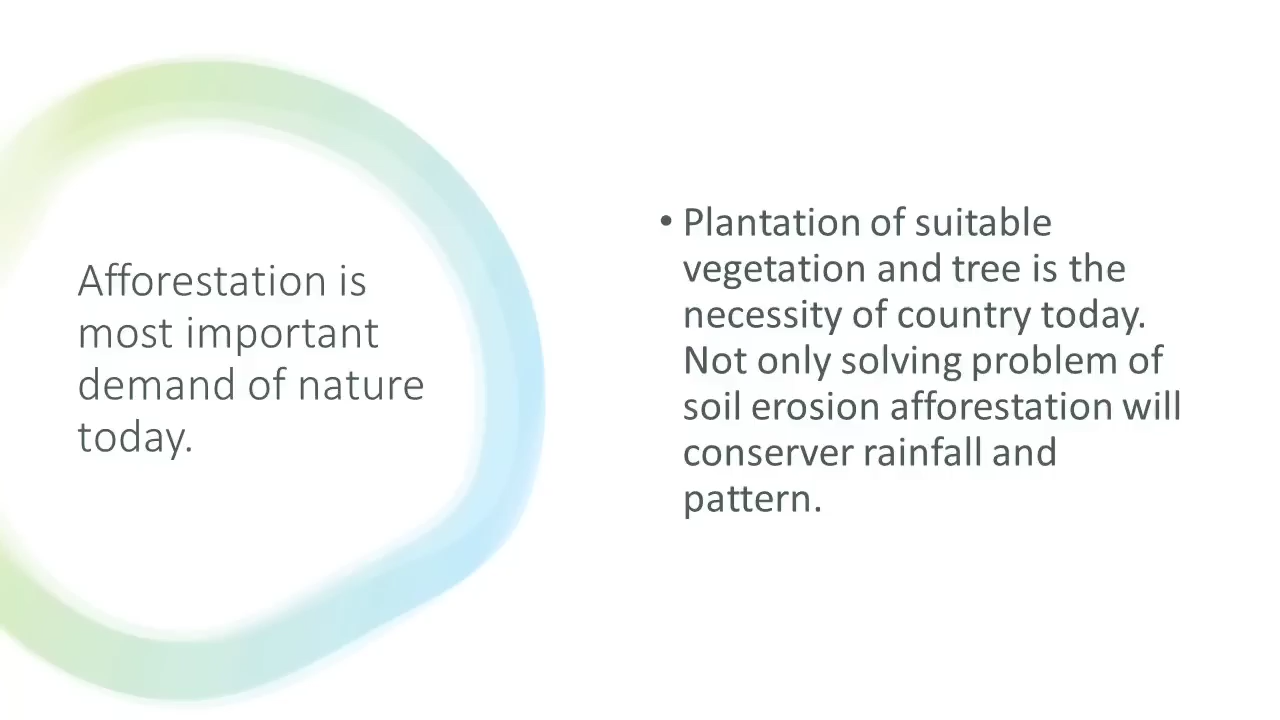 Afforestation is
most important
demand of nature
today.
• Plantation of suitable
vegetation and tree is the
necessity of country today.
Not only solving problem of
soil erosion afforestation will
conserver rainfall and
pattern.